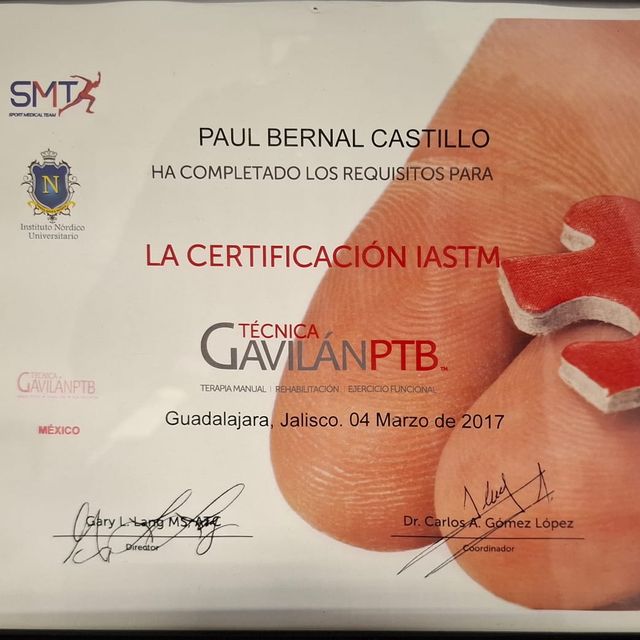 SMT
SPORT MEDICAL TEAM
PAUL BERNAL CASTILLO
HA COMPLETADO LOS REQUISITOS PARA
N
Instituto Nórdico
Universitario
LA CERTIFICACIÓN IASTM
TÉCNICA
GAVILÁNPTB™
TERAPIA MANUAL | REHABILITACIÓN | EJERCICIO FUNCIONAL
TÉCNICA
GAVILÁNPTB
MÉXICO
Guadalajara, Jalisco. 04 Marzo de 2017
Gary L. Lang MS, ATC
Director
Dr. Carlos A. Gómez López
Coordinador